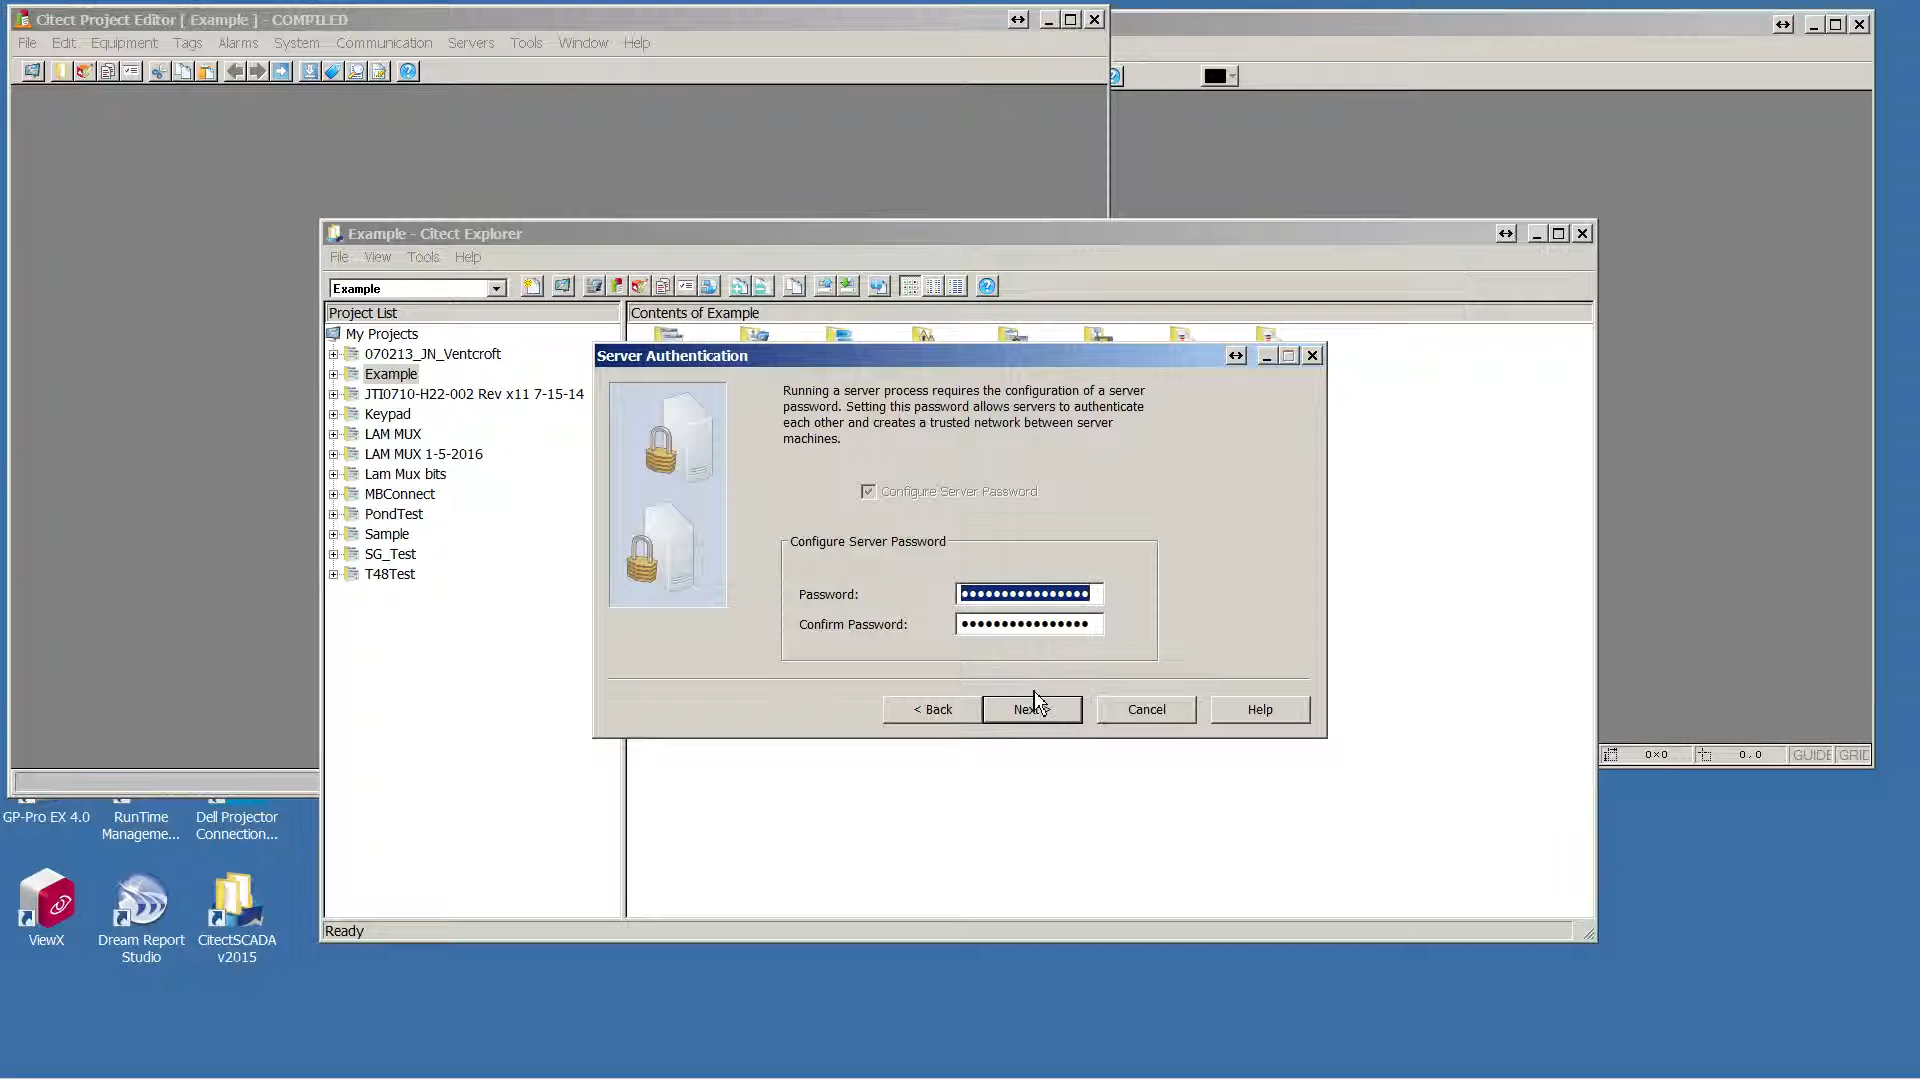 Citect Project Editor [ Example ] - COMPILED
File Edit Equipment Tags Alarms System Communication Servers Tools Window Help
Example - Citect Explorer
File View Tools Help
Example
Project List
Contents of Example
My Projects
070213_JN_Ventcroft
Example
JTI0710-H22-002 Rev x11 7-15-14
Keypad
LAM MUX
LAM MUX 1-5-2016
Lam Mux bits
MBConnect
PondTest
Sample
SG_Test
T48Test
Server Authentication
Running a server process requires the configuration of a server
password. Setting this password allows servers to authenticate
each other and creates a trusted network between server
machines.
Configure Server Password
Configure Server Password
Password:
Confirm Password:
< Back
Next >
Cancel
Help
0×0
0,0
GUIDE
GRID
Ready
GP-Pro EX 4.0
RunTime
Manageme...
Dell Projector
Connection...
ViewX
Dream Report
Studio
CitectSCADA
v2015